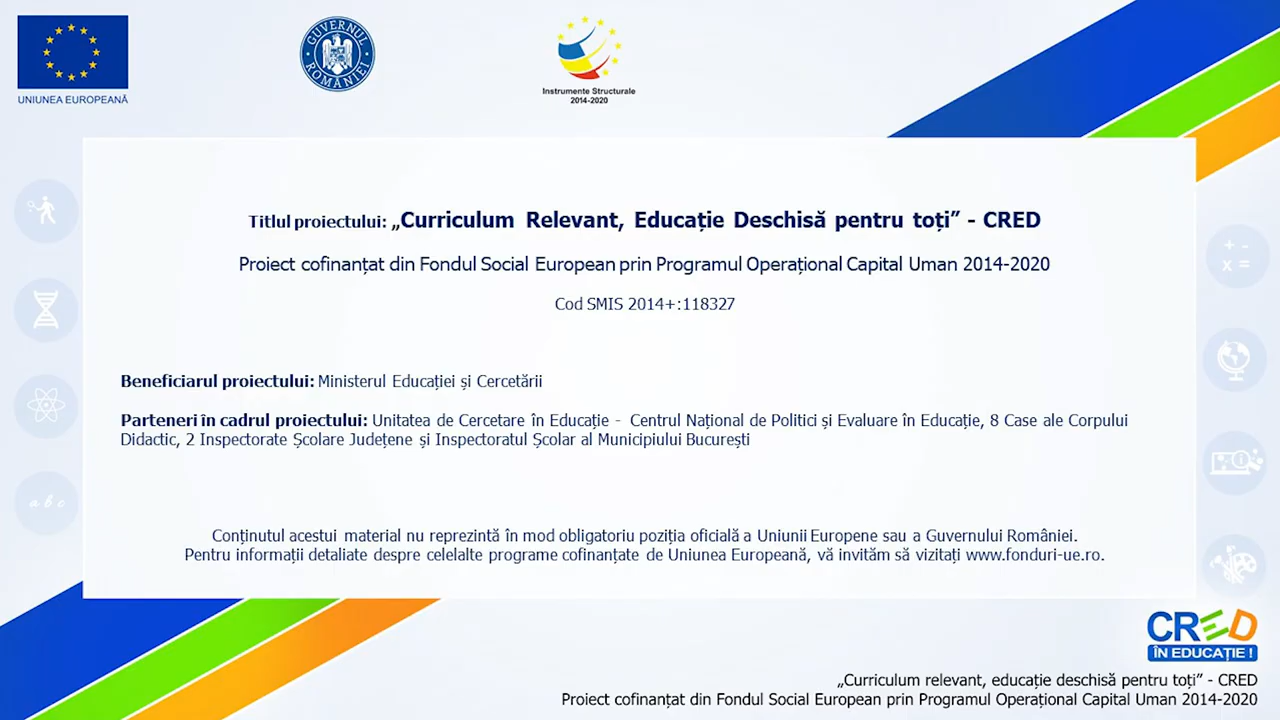 UNIUNEA EUROPEANĂ
GUVERNUL ROMÂNIEI
Instrumente Structurale
2014-2020
Titlul proiectului: „Curriculum Relevant, Educație Deschisă pentru toți” - CRED
Proiect cofinanțat din Fondul Social European prin Programul Operațional Capital Uman 2014-2020
Cod SMIS 2014+:118327
+ -
x =
Beneficiarul proiectului: Ministerul Educației și Cercetării
Parteneri în cadrul proiectului: Unitatea de Cercetare în Educație - Centrul Național de Politici și Evaluare în Educație, 8 Case ale Corpului
Didactic, 2 Inspectorate Școlare Județene și Inspectoratul Școlar al Municipiului București
a b c
Conținutul acestui material nu reprezintă în mod obligatoriu poziția oficială a Uniunii Europene sau a Guvernului României.
Pentru informații detaliate despre celelalte programe cofinanțate de Uniunea Europeană, vă invităm să vizitați www.fonduri-ue.ro.
CRED
ÎN EDUCAȚIE !
„Curriculum relevant, educație deschisă pentru toți” - CRED
Proiect cofinanțat din Fondul Social European prin Programul Operațional Capital Uman 2014-2020